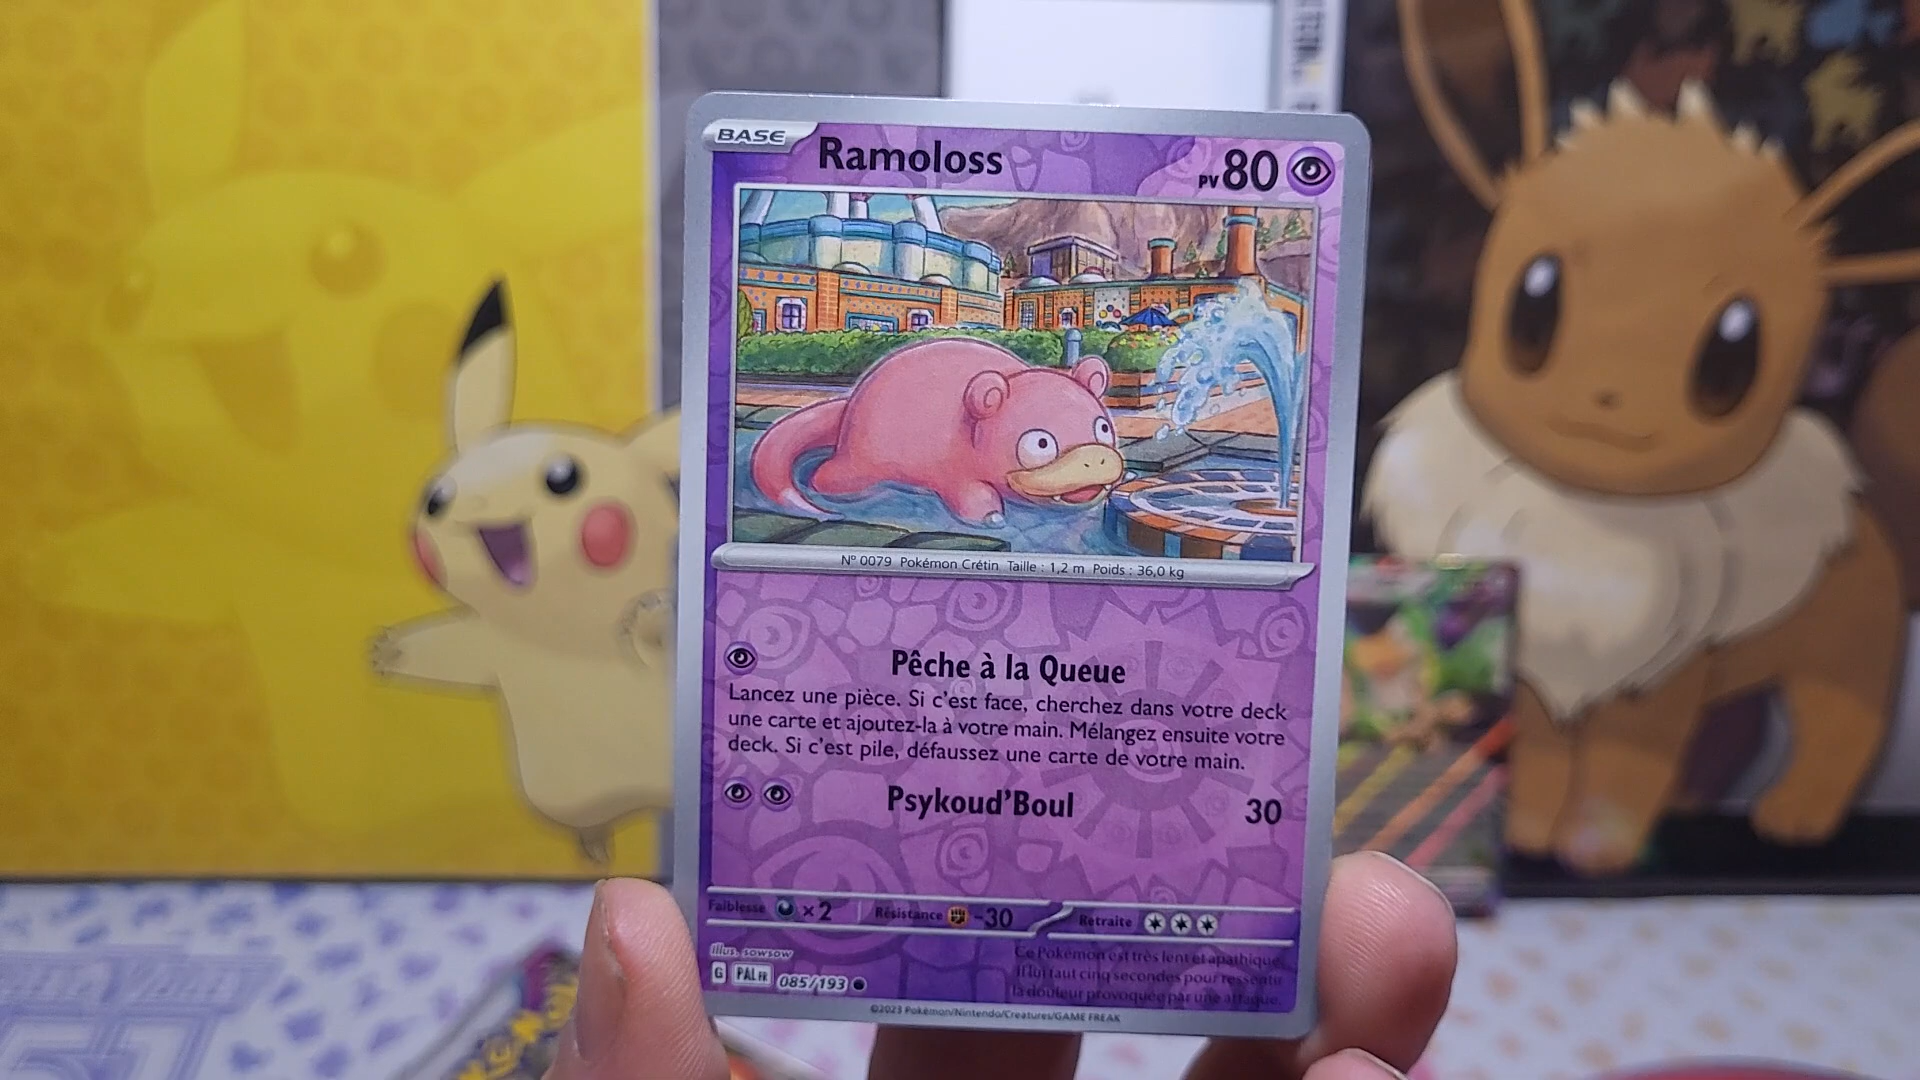 BASE
Ramoloss
PV 80
Nº 0079 Pokémon Crétin Taille : 1,2 m Poids : 36,0 kg
Pêche à la Queue
Lancez une pièce. Si c'est face, cherchez dans votre deck
une carte et ajoutez-la à votre main. Mélangez ensuite votre
deck. Si c'est pile, défaussez une carte de votre main.
Psykoud'Boul 30
Faiblesse ×2 Résistance -30 Retraite
Illus. sowsow
G PAL FR 085/193
Ce Pokémon est très lent et apathique.
Il lui faut cinq secondes pour ressentir
la douleur provoquée par une attaque.
©2023 Pokémon/Nintendo/Creatures/GAME FREAK